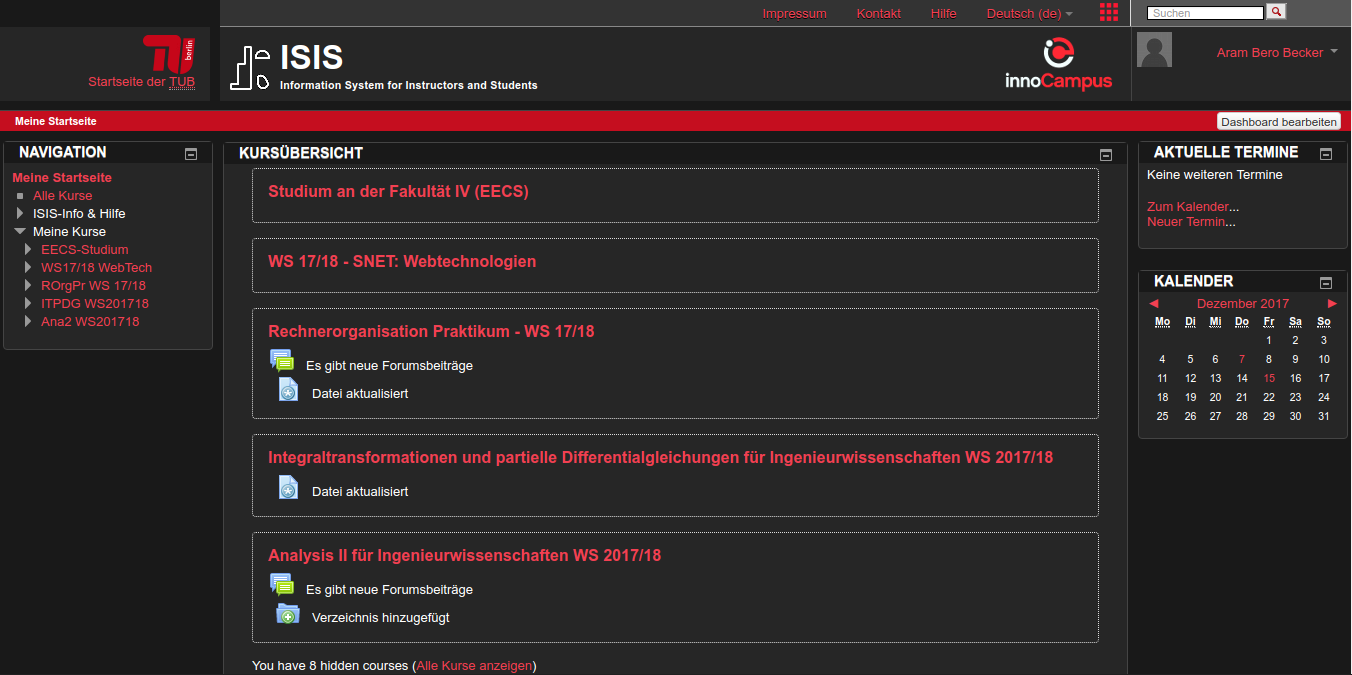 Impressum Kontakt Hilfe Deutsch (de)
Suchen
berlin
Startseite der TUB
ISIS
Information System for Instructors and Students
innoCampus
Aram Bero Becker
Meine Startseite
Dashboard bearbeiten
NAVIGATION
Meine Startseite
Alle Kurse
ISIS-Info & Hilfe
Meine Kurse
EECS-Studium
WS17/18 WebTech
ROrgPr WS 17/18
ITPDG WS201718
Ana2 WS201718
KURSÜBERSICHT
Studium an der Fakultät IV (EECS)
WS 17/18 - SNET: Webtechnologien
Rechnerorganisation Praktikum - WS 17/18
Es gibt neue Forumsbeiträge
Datei aktualisiert
Integraltransformationen und partielle Differentialgleichungen für Ingenieurwissenschaften WS 2017/18
Datei aktualisiert
Analysis II für Ingenieurwissenschaften WS 2017/18
Es gibt neue Forumsbeiträge
Verzeichnis hinzugefügt
You have 8 hidden courses (Alle Kurse anzeigen)
AKTUELLE TERMINE
Keine weiteren Termine
Zum Kalender...
Neuer Termin...
KALENDER
Dezember 2017
Mo Di Mi Do Fr Sa So
1 2 3
4 5 6 7 8 9 10
11 12 13 14 15 16 17
18 19 20 21 22 23 24
25 26 27 28 29 30 31